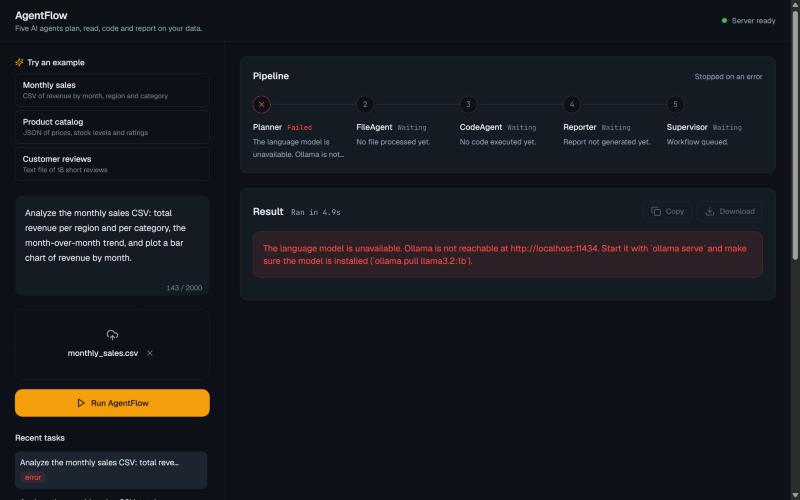 AgentFlow
Five AI agents plan, read, code and report on your data.
Server ready
Try an example
Monthly sales
CSV of revenue by month, region and category
Product catalog
JSON of prices, stock levels and ratings
Customer reviews
Text file of 18 short reviews
Analyze the monthly sales CSV: total
revenue per region and per category, the
month-over-month trend, and plot a bar
chart of revenue by month.
143 / 2000
monthly_sales.csv
Run AgentFlow
Recent tasks
Analyze the monthly sales CSV: total reve...
error
Pipeline
Stopped on an error
Planner Failed
The language model is
unavailable. Ollama is not...
2
FileAgent Waiting
No file processed yet.
3
CodeAgent Waiting
No code executed yet.
4
Reporter Waiting
Report not generated yet.
5
Supervisor Waiting
Workflow queued.
Result Ran in 4.9s
Copy
Download
The language model is unavailable. Ollama is not reachable at http://localhost:11434. Start it with `ollama serve` and make
sure the model is installed (`ollama pull llama3.2:1b`).